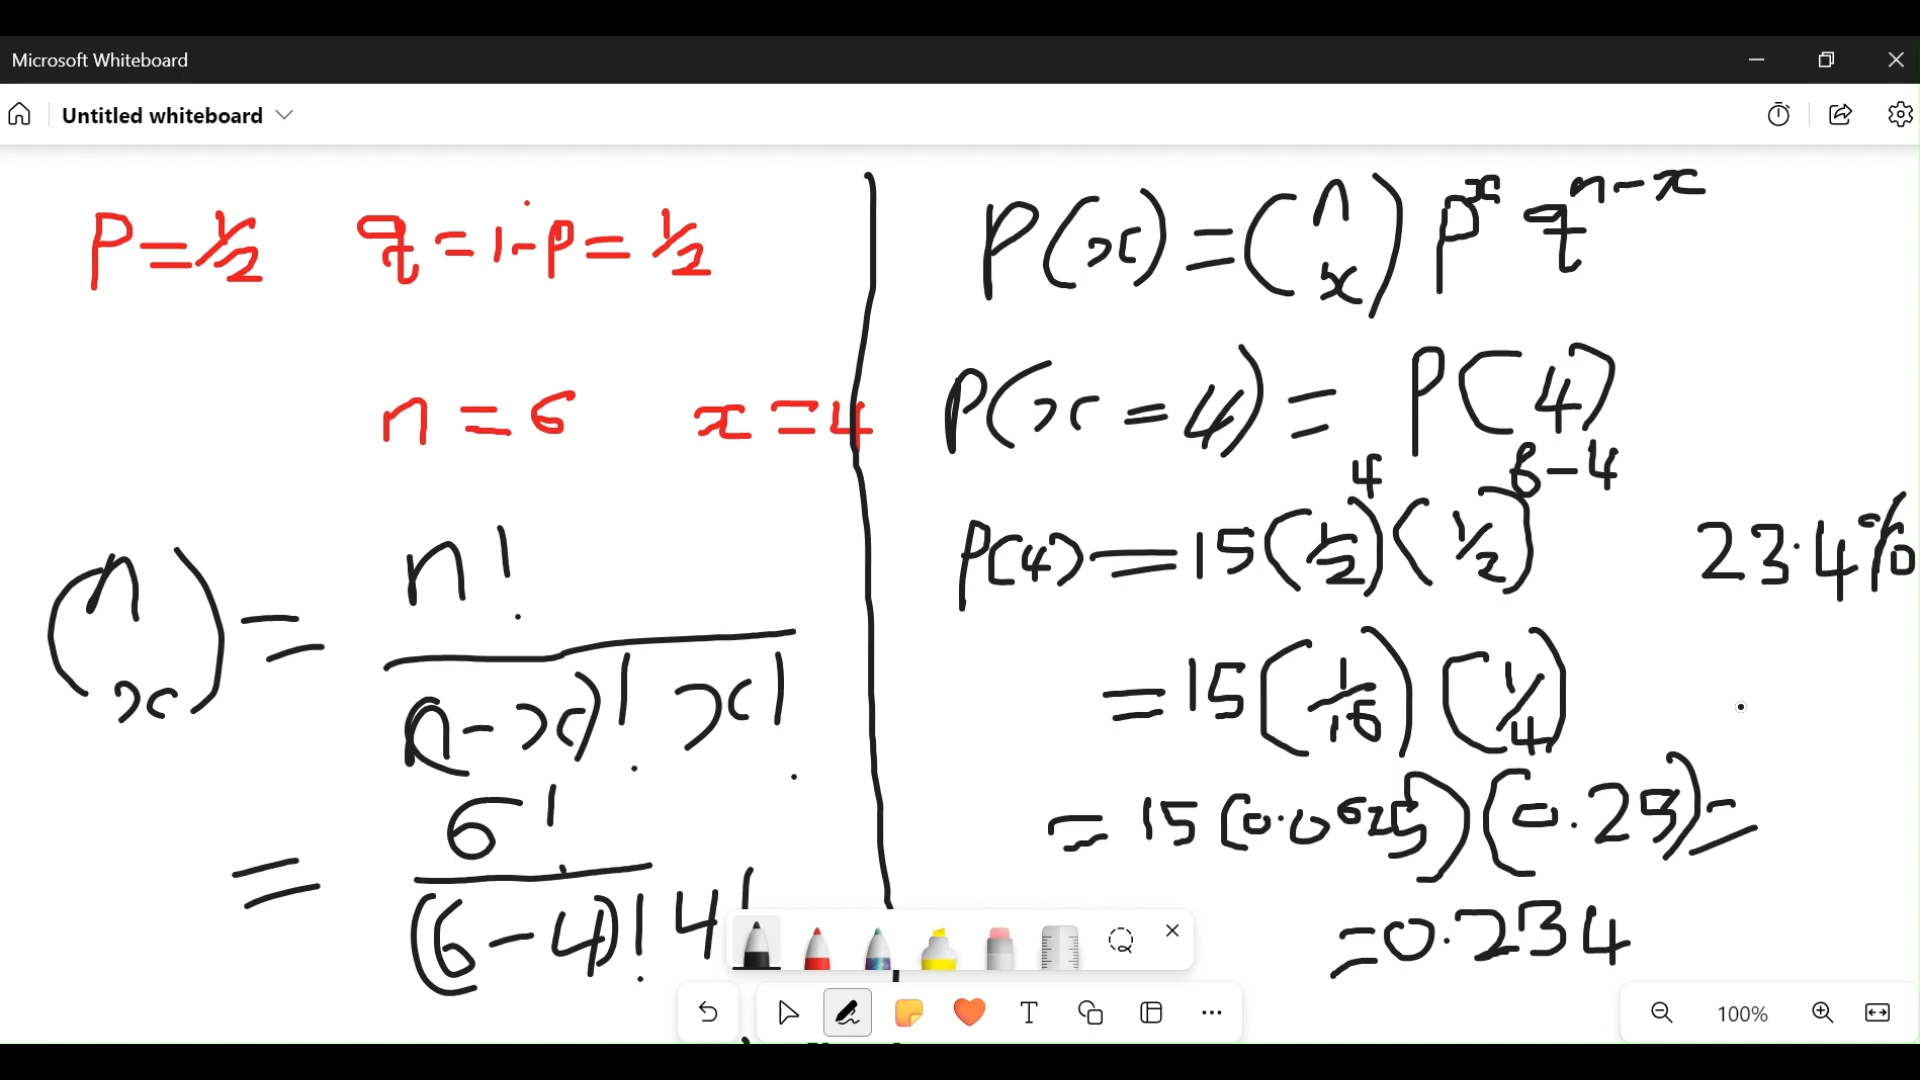 Microsoft Whiteboard
Untitled whiteboard
P=1/2 q=1-p=1/2
n=6 x=4
(n x) = n! / (n-x)! x!
= 6! / (6-4)! 4!
P(x)=(n x) p^x q^n-x
P(x=4)= P(4)
P(4)=15(1/2)^4(1/2)^6-4 23.4%
=15(1/16)(1/4)
=15(0.0625)(0.25)=
=0.234
100%